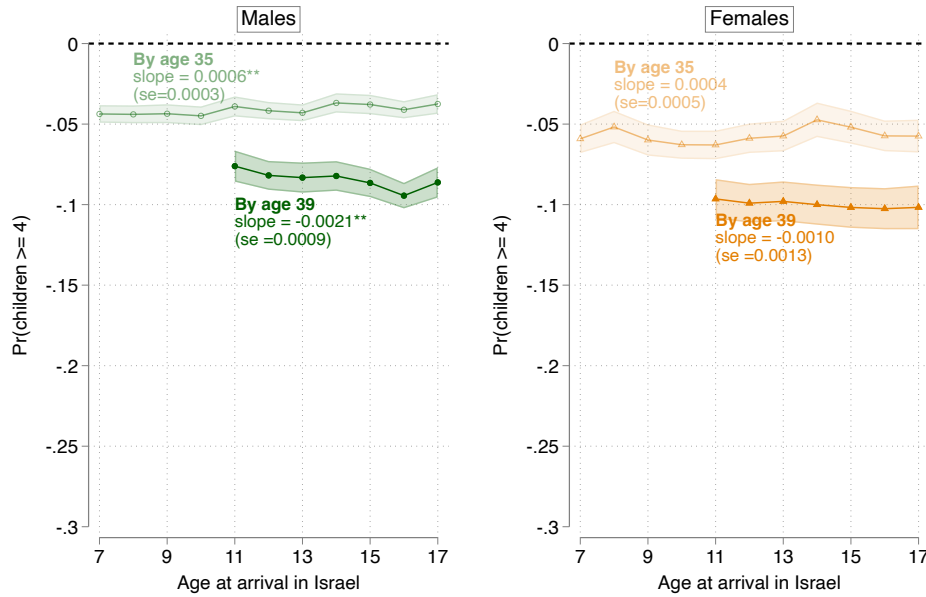 Males
0
-.05
-.1
-.15
-.2
-.25
-.3
Pr(children >= 4)
By age 35
slope = 0.0006**
(se=0.0003)
By age 39
slope = -0.0021**
(se =0.0009)
7 9 11 13 15 17
Age at arrival in Israel
Females
0
-.05
-.1
-.15
-.2
-.25
-.3
Pr(children >= 4)
By age 35
slope = 0.0004
(se=0.0005)
By age 39
slope = -0.0010
(se =0.0013)
7 9 11 13 15 17
Age at arrival in Israel